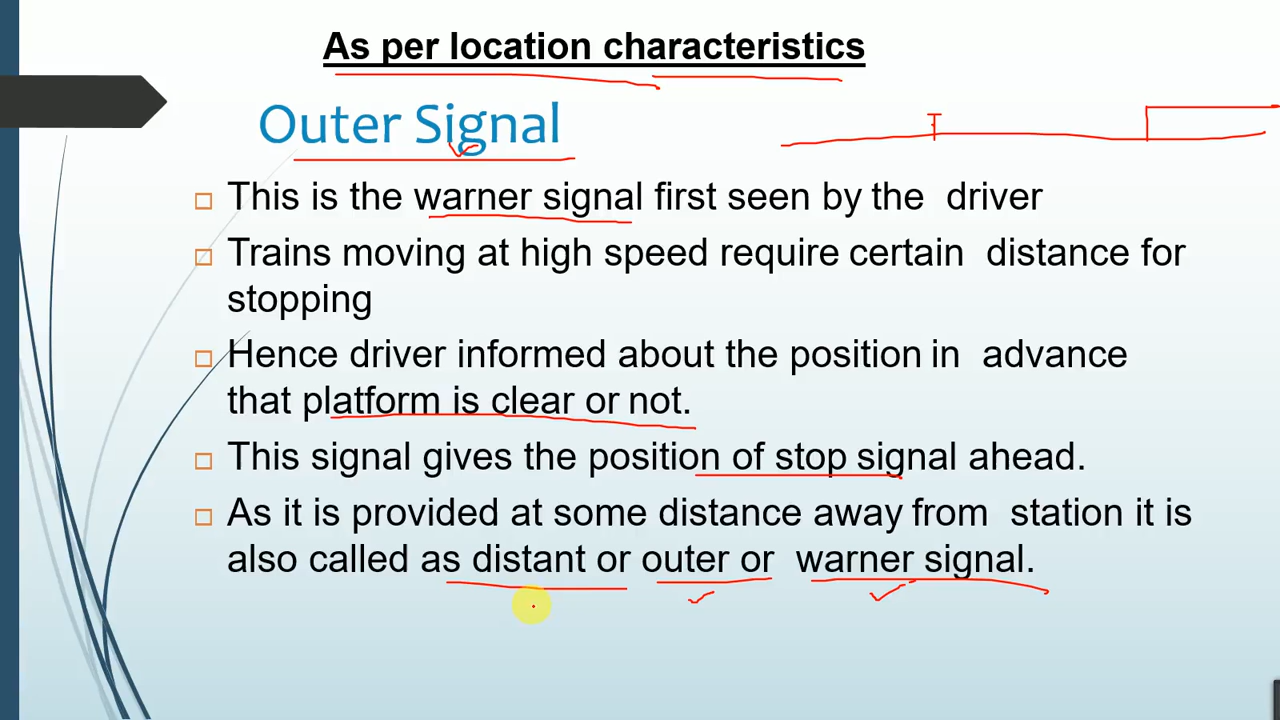 As per location characteristics
Outer Signal
This is the warner signal first seen by the driver
Trains moving at high speed require certain distance for
stopping
Hence driver informed about the position in advance
that platform is clear or not.
This signal gives the position of stop signal ahead.
As it is provided at some distance away from station it is
also called as distant or outer or warner signal.